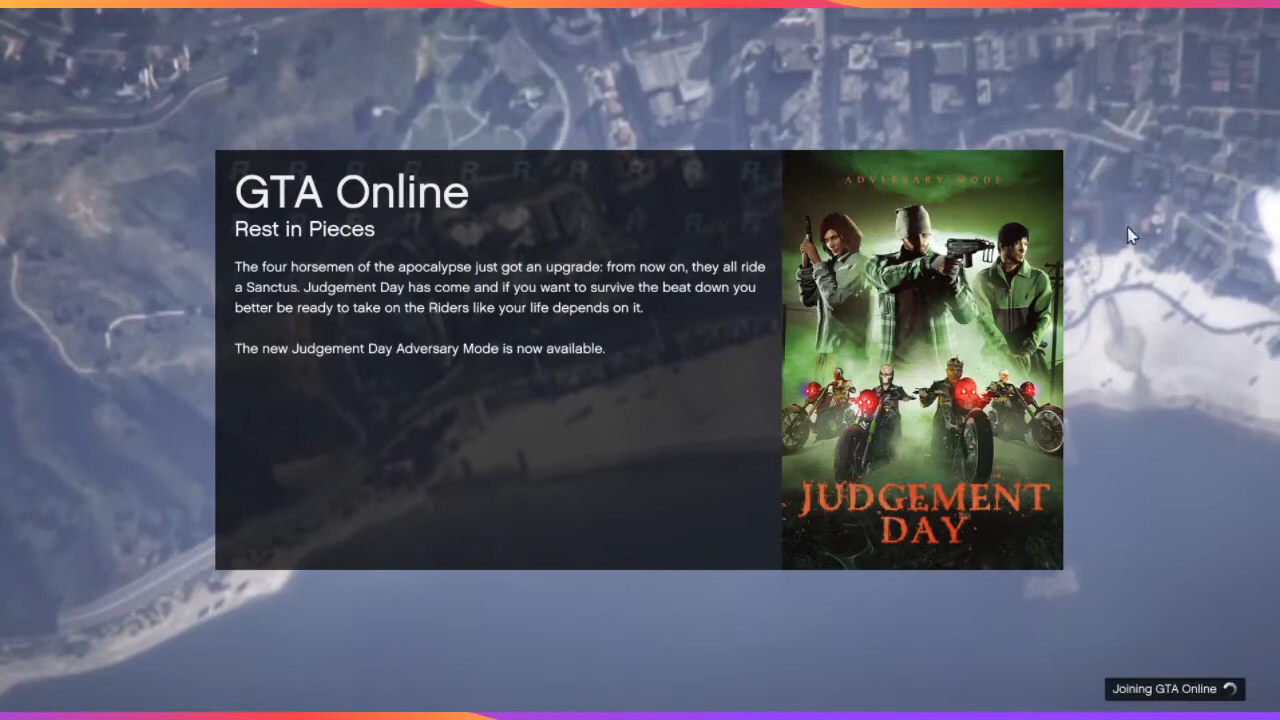 GTA Online
Rest in Pieces
The four horsemen of the apocalypse just got an upgrade: from now on, they all ride
a Sanctus. Judgement Day has come and if you want to survive the beat down you
better be ready to take on the Riders like your life depends on it.
The new Judgement Day Adversary Mode is now available.
ADVERSARY MODE
JUDGEMENT
DAY
Joining GTA Online